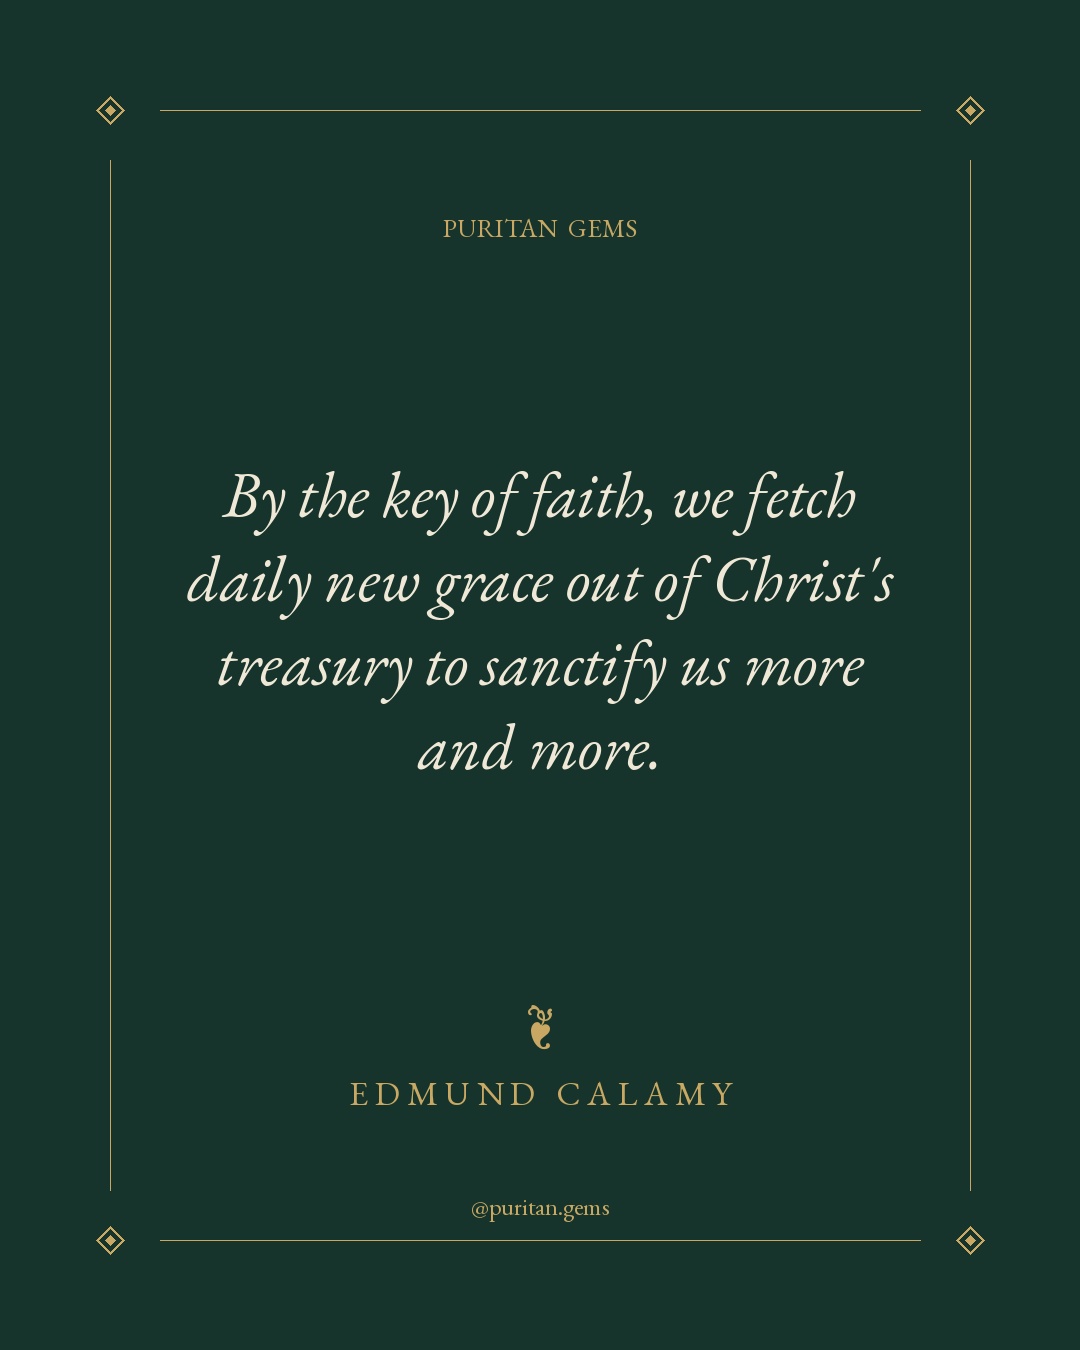 PURITAN GEMS
By the key of faith, we fetch
daily new grace out of Christ's
treasury to sanctify us more
and more.
EDMUND CALAMY
@puritan.gems